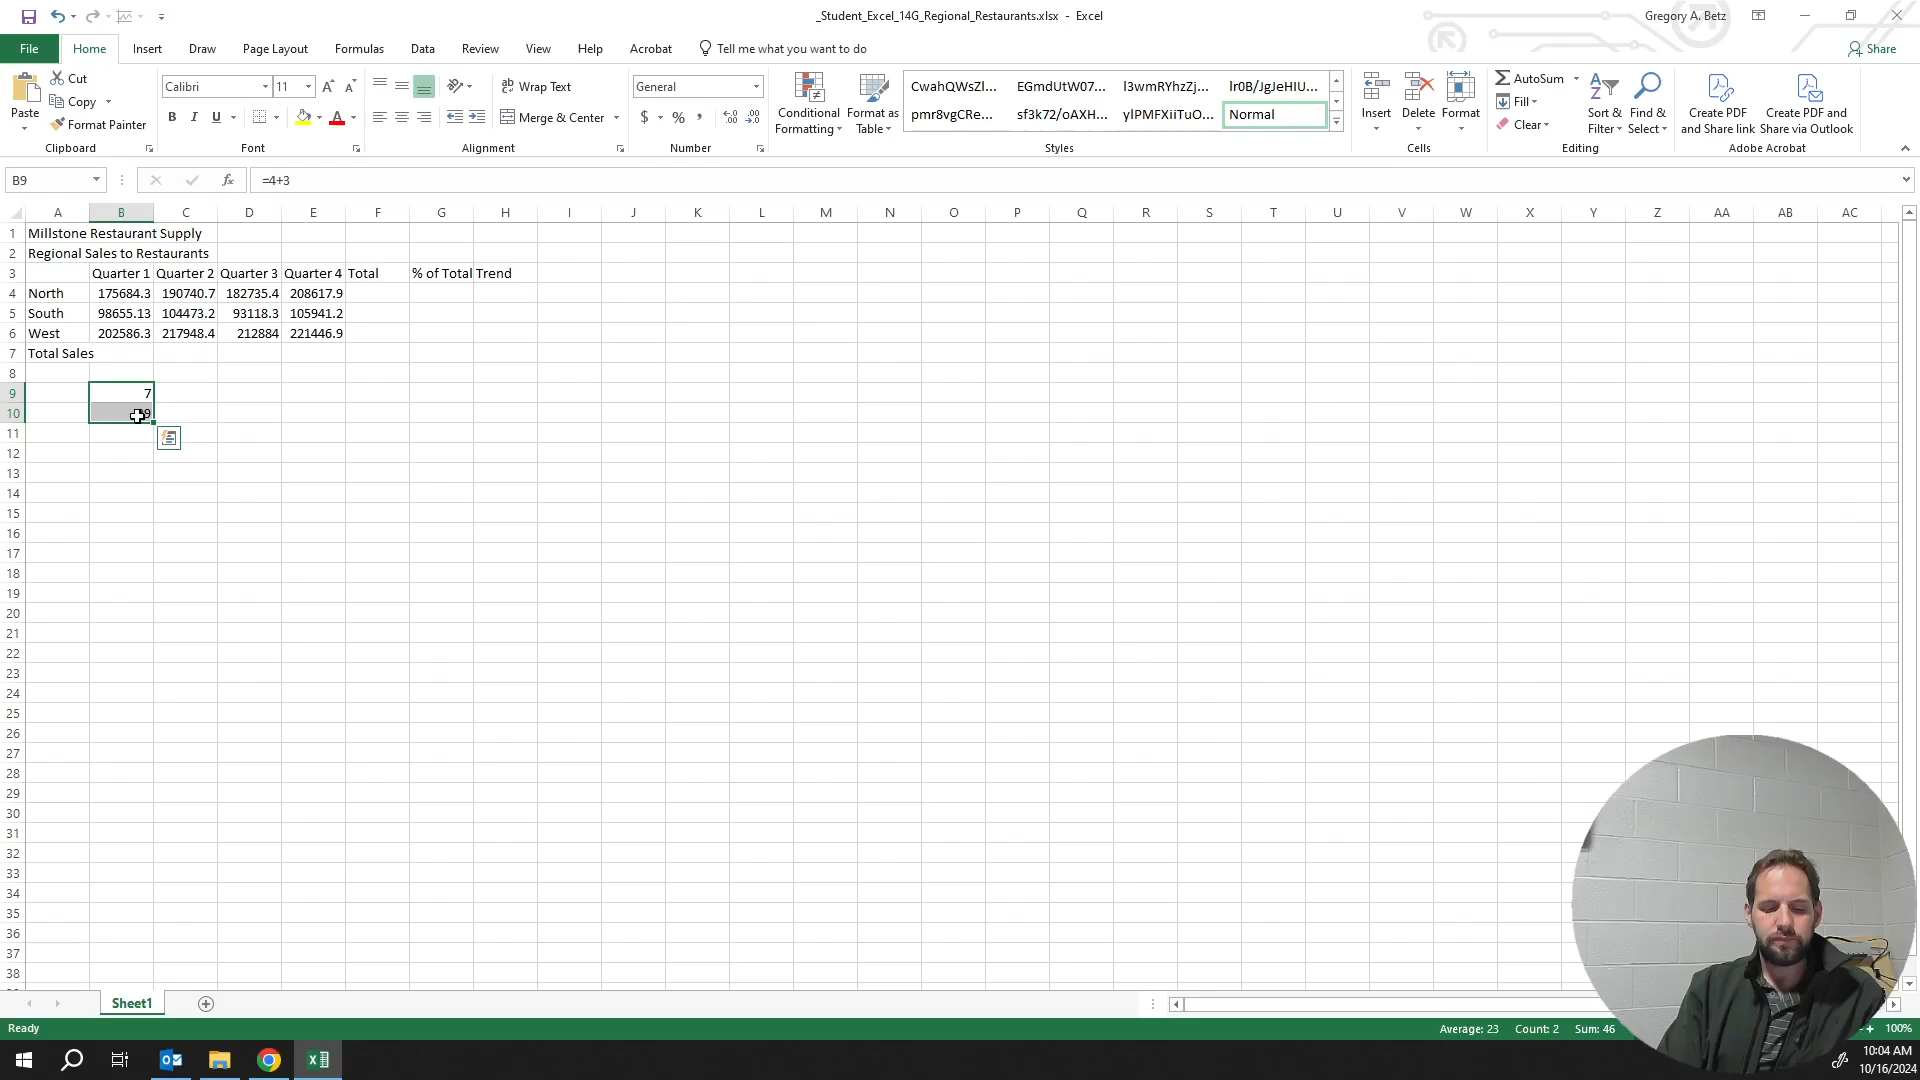 _Student_Excel_14G_Regional_Restaurants.xlsx - Excel
Gregory A. Betz
File Home Insert Draw Page Layout Formulas Data Review View Help Acrobat Tell me what you want to do Share
Paste
Cut
Copy
Format Painter
Clipboard
Calibri 11
B I U
Font
Wrap Text
Merge & Center
Alignment
General
$ % ,
Number
Conditional Formatting
Format as Table
CwahQWsZl... EGmdUtW07... l3wmRYhzZj... lr0B/JgJeHIU...
pmr8vgCRe... sf3k72/oAXH... ylPMFXiiTuO... Normal
Styles
Insert Delete Format
Cells
AutoSum
Fill
Clear
Sort & Filter
Find & Select
Editing
Create PDF and Share link
Create PDF and Share via Outlook
Adobe Acrobat
B9 fx =4+3
A B C D E F G H I J K L M N O P Q R S T U V W X Y Z AA AB AC
1 Millstone Restaurant Supply
2 Regional Sales to Restaurants
3 Quarter 1 Quarter 2 Quarter 3 Quarter 4 Total % of Total Trend
4 North 175684.3 190740.7 182735.4 208617.9
5 South 98655.13 104473.2 93118.3 105941.2
6 West 202586.3 217948.4 212884 221446.9
7 Total Sales
8
9 7
10
11
12
13
14
15
16
17
18
19
20
21
22
23
24
25
26
27
28
29
30
31
32
33
34
35
36
37
38
Sheet1
Ready Average: 23 Count: 2 Sum: 46 100%
10:04 AM
10/16/2024